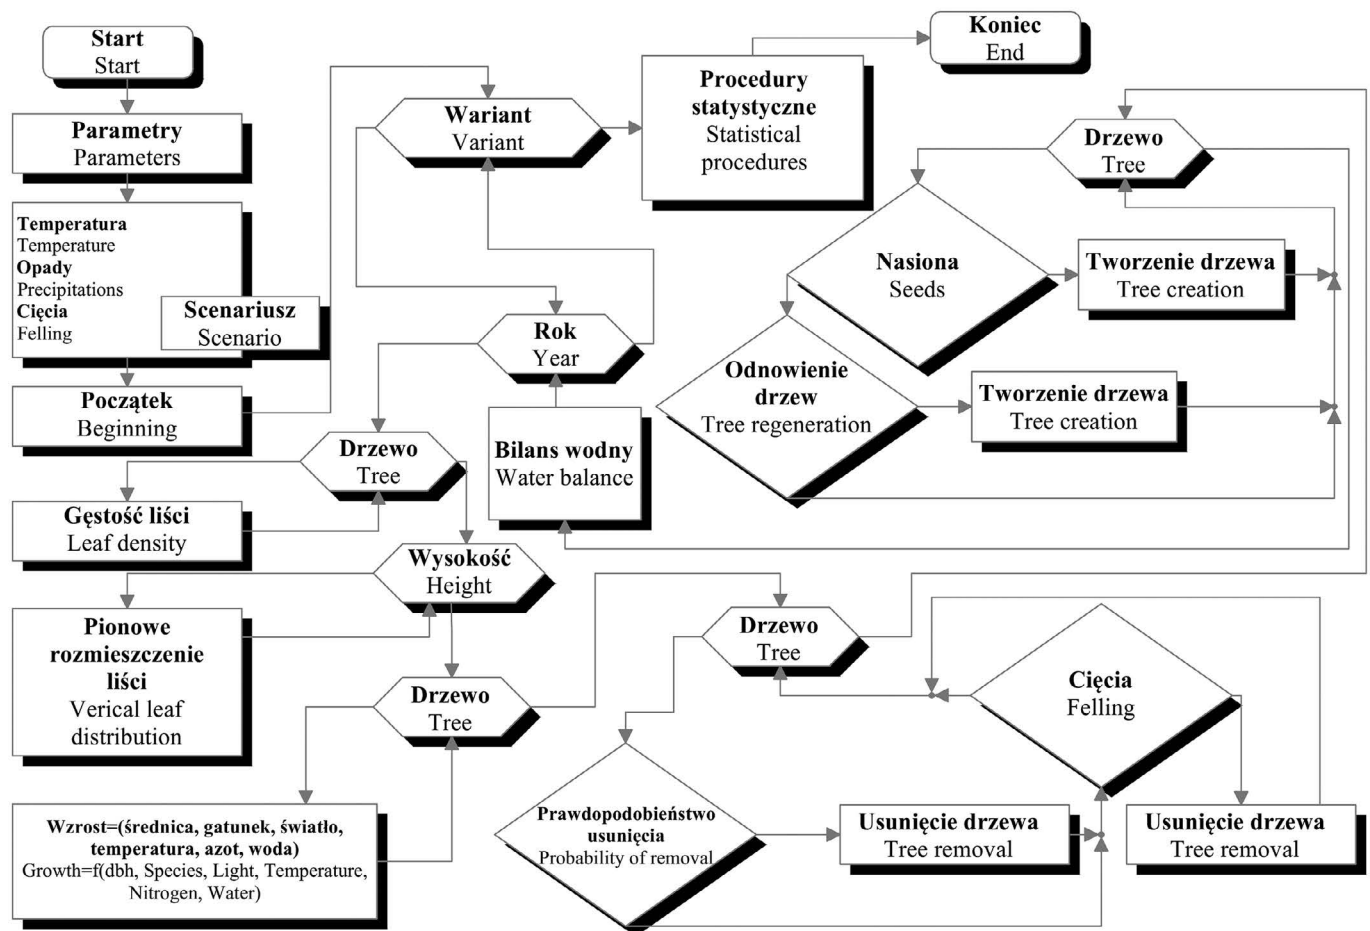 Start
Start
Parametry
Parameters
Temperatura
Temperature
Opady
Precipitations
Cięcia
Felling
Scenariusz
Scenario
Początek
Beginning
Wariant
Variant
Procedury
statystyczne
Statistical
procedures
Koniec
End
Rok
Year
Bilans wodny
Water balance
Drzewo
Tree
Gęstość liści
Leaf density
Wysokość
Height
Pionowe
rozmieszczenie
liści
Verical leaf
distribution
Drzewo
Tree
Wzrost=(średnica, gatunek, światło,
temperatura, azot, woda)
Growth=f(dbh, Species, Light, Temperature,
Nitrogen, Water)
Drzewo
Tree
Prawdopodobieństwo
usunięcia
Probability of removal
Usunięcie drzewa
Tree removal
Cięcia
Felling
Usunięcie drzewa
Tree removal
Drzewo
Tree
Nasiona
Seeds
Tworzenie drzewa
Tree creation
Odnowienie
drzew
Tree regeneration
Tworzenie drzewa
Tree creation